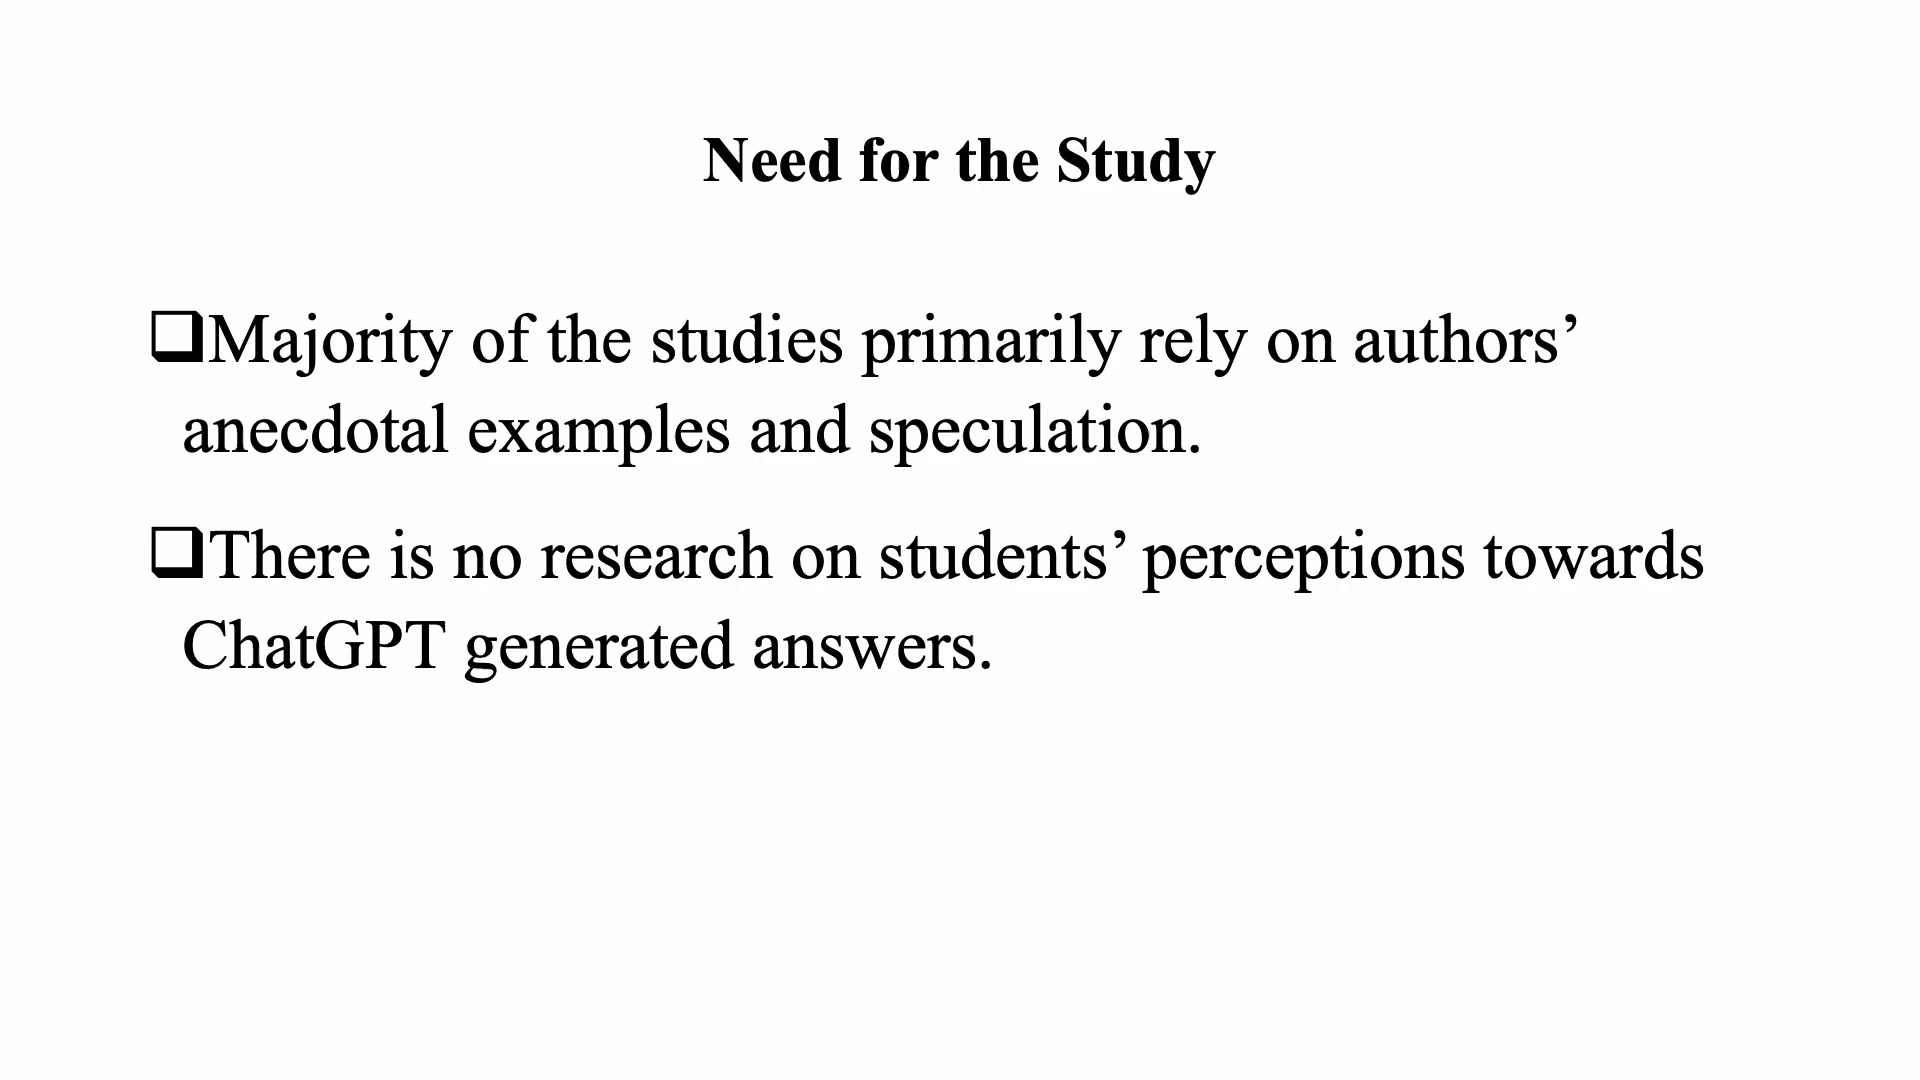 Need for the Study
❑Majority of the studies primarily rely on authors’
anecdotal examples and speculation.
❑There is no research on students’ perceptions towards
ChatGPT generated answers.